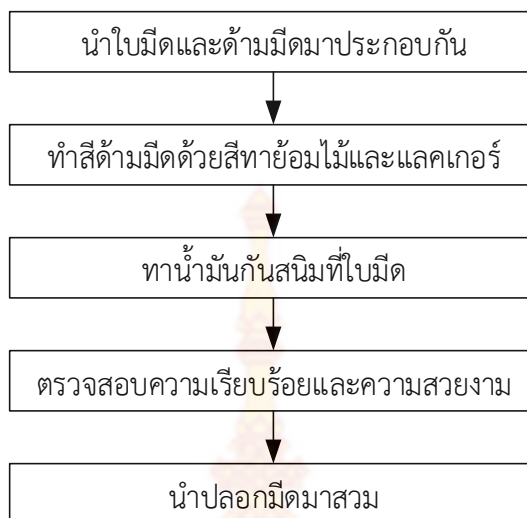 นำใบมีดและด้ามมีดมาประกอบกัน
ทำสีด้ามมีดด้วยสีทาย้อมไม้และแลคเกอร์
ทาน้ำมันกันสนิมที่ใบมีด
ตรวจสอบความเรียบร้อยและความสวยงาม
นำปลอกมีดมาสวม